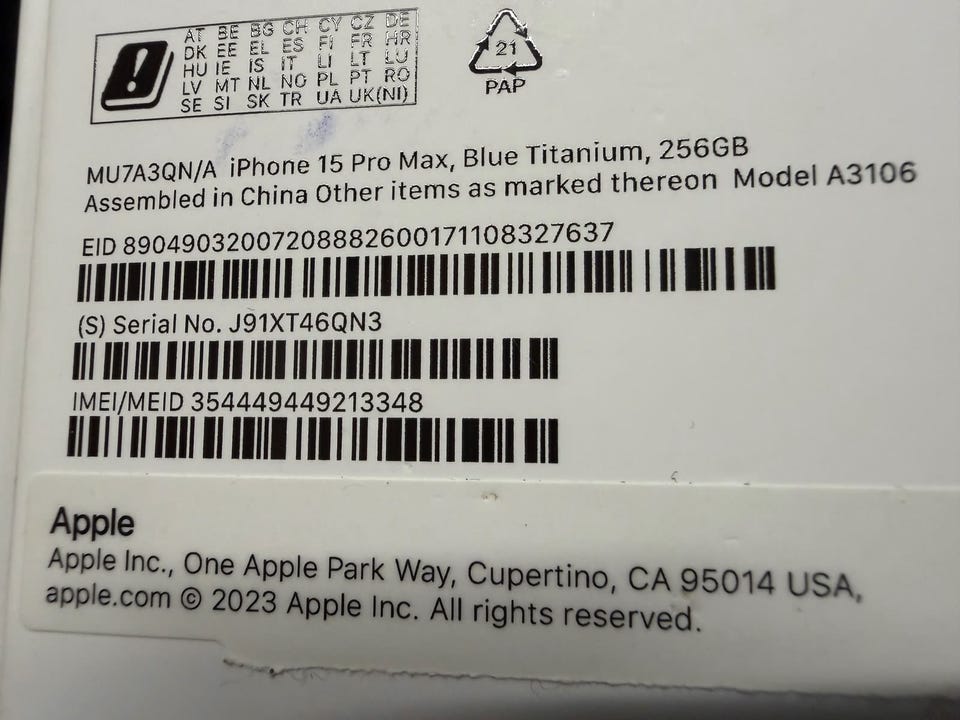 AT BE BG CH CY CZ DE
DK EE EL ES FI FR HR
HU IE IS IT LI LT LU
LV MT NL NO PL PT RO
SE SI SK TR UA UK(NI)
21
PAP
MU7A3QN/A iPhone 15 Pro Max, Blue Titanium, 256GB
Assembled in China Other items as marked thereon Model A3106
EID 89049032007208882600171108327637
(S) Serial No. J91XT46QN3
IMEI/MEID 354449449213348
Apple
Apple Inc., One Apple Park Way, Cupertino, CA 95014 USA,
apple.com © 2023 Apple Inc. All rights reserved.